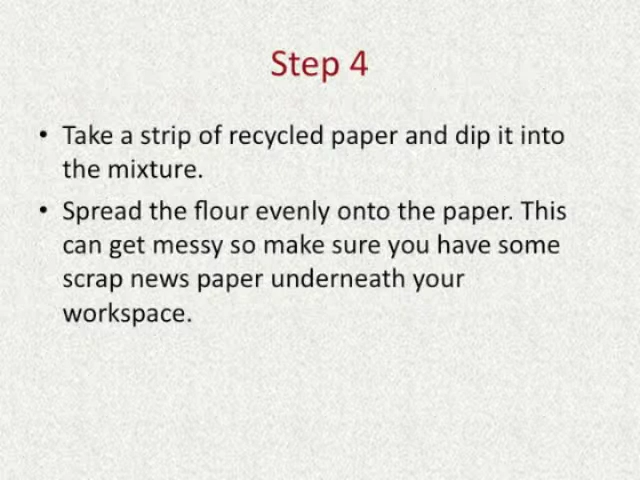 Step 4
• Take a strip of recycled paper and dip it into
the mixture.
• Spread the flour evenly onto the paper. This
can get messy so make sure you have some
scrap news paper underneath your
workspace.